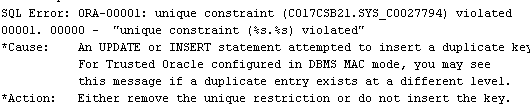 SQL Error: ORA-00001: unique constraint (C017CSB21.SYS_C0027794) violated
00001. 00000 -  "unique constraint (%s.%s) violated"
*Cause:    An UPDATE or INSERT statement attempted to insert a duplicate key
For Trusted Oracle configured in DBMS MAC mode, you may see
this message if a duplicate entry exists at a different level.
*Action:   Either remove the unique restriction or do not insert the key.